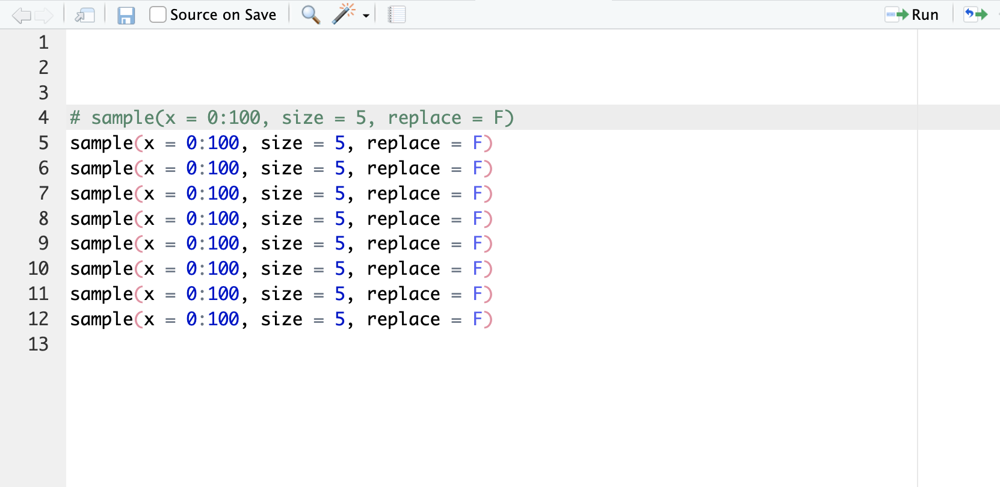 Source on Save
Run
1
2
3
4 # sample(x = 0:100, size = 5, replace = F)
5 sample(x = 0:100, size = 5, replace = F)
6 sample(x = 0:100, size = 5, replace = F)
7 sample(x = 0:100, size = 5, replace = F)
8 sample(x = 0:100, size = 5, replace = F)
9 sample(x = 0:100, size = 5, replace = F)
10 sample(x = 0:100, size = 5, replace = F)
11 sample(x = 0:100, size = 5, replace = F)
12 sample(x = 0:100, size = 5, replace = F)
13